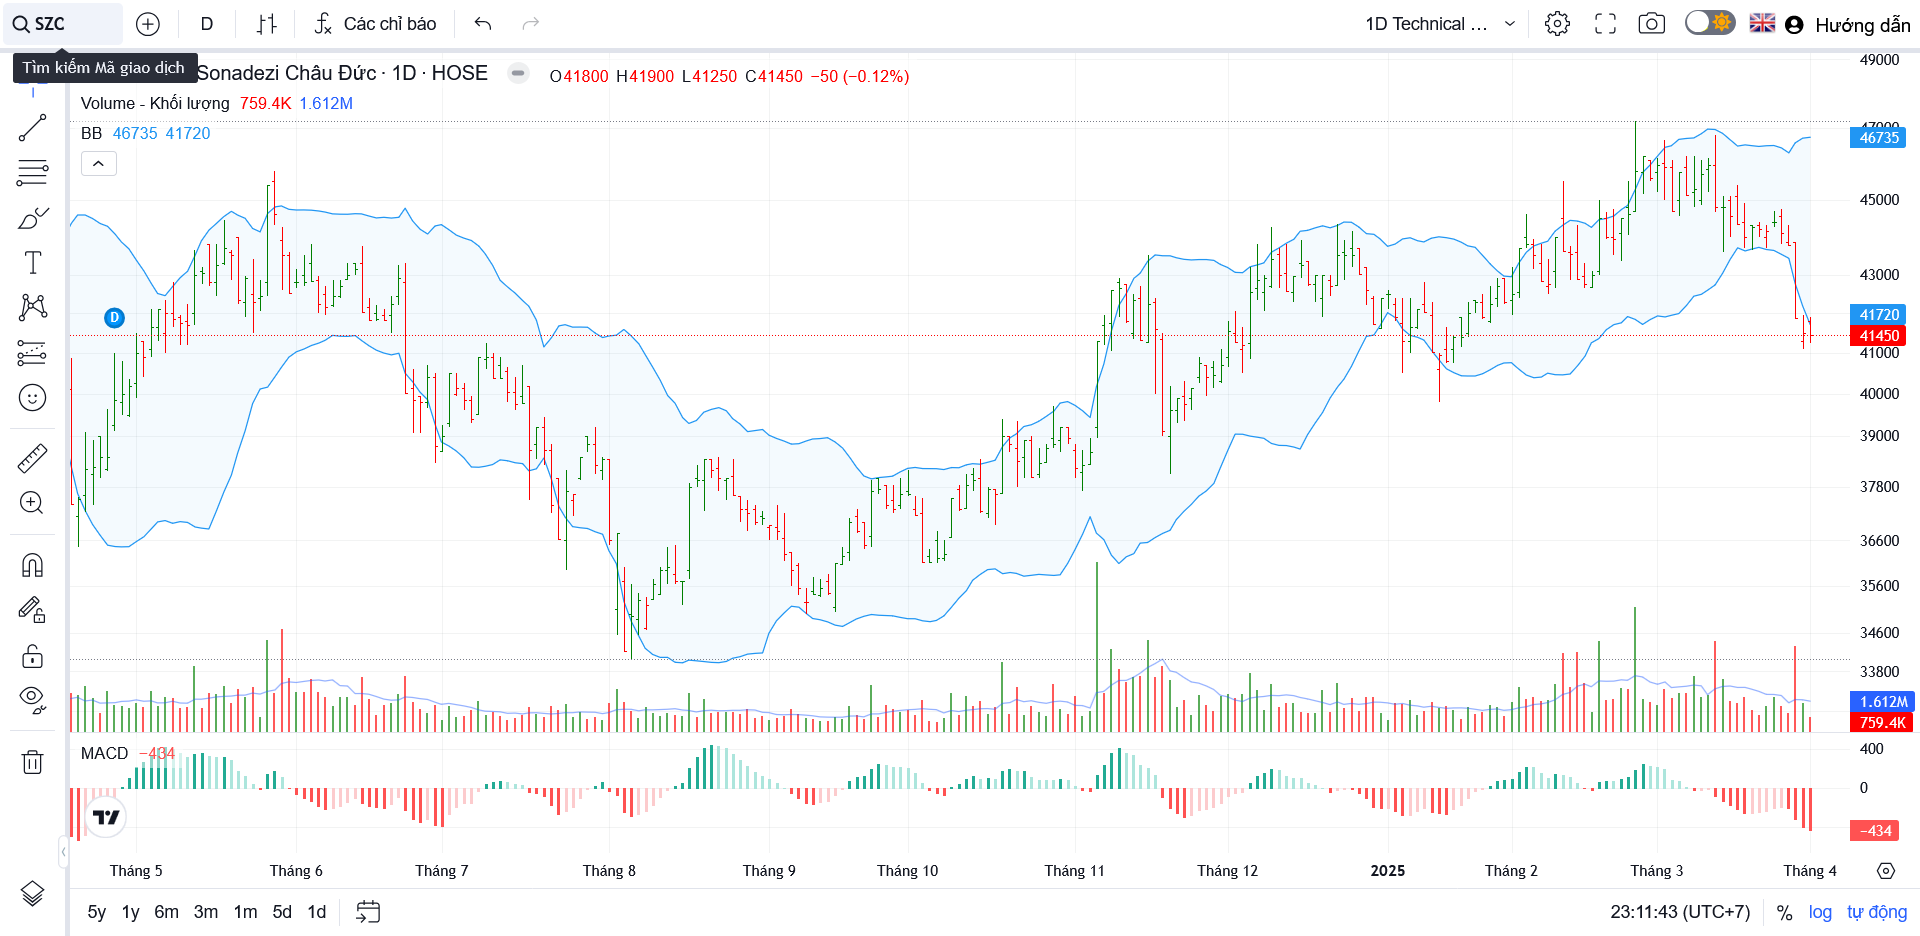 SZC
D
Các chỉ báo
1D Technical ...
Hướng dẫn
Tìm kiếm Mã giao dịch
Sonadezi Châu Đức · 1D · HOSE
O41800 H41900 L41250 C41450 −50 (−0.12%)
Volume - Khối lượng 759.4K 1.612M
BB 46735 41720
D
49000
47000
46735
45000
43000
41720
41450
41000
40000
39000
37800
36600
35600
34600
33800
1.612M
759.4K
MACD −434
400
0
−434
Tháng 5 Tháng 6 Tháng 7 Tháng 8 Tháng 9 Tháng 10 Tháng 11 Tháng 12 2025 Tháng 2 Tháng 3 Tháng 4
5y 1y 6m 3m 1m 5d 1d
23:11:43 (UTC+7) % log tự động